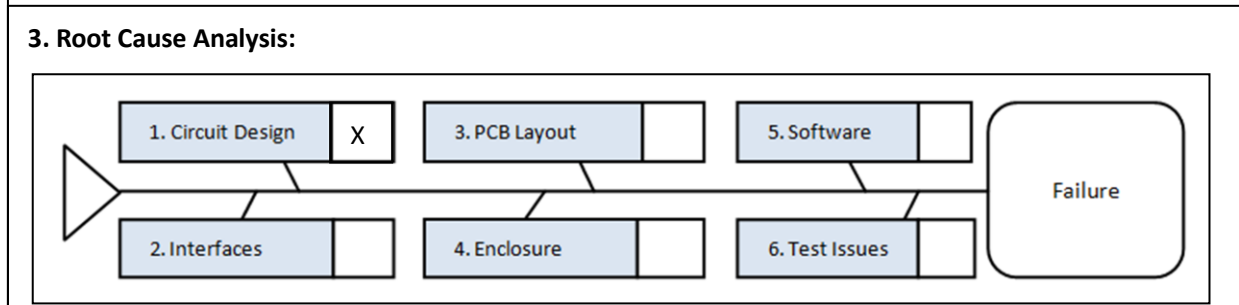 3. Root Cause Analysis:
1. Circuit Design X 3. PCB Layout 5. Software
Failure
2. Interfaces 4. Enclosure 6. Test Issues